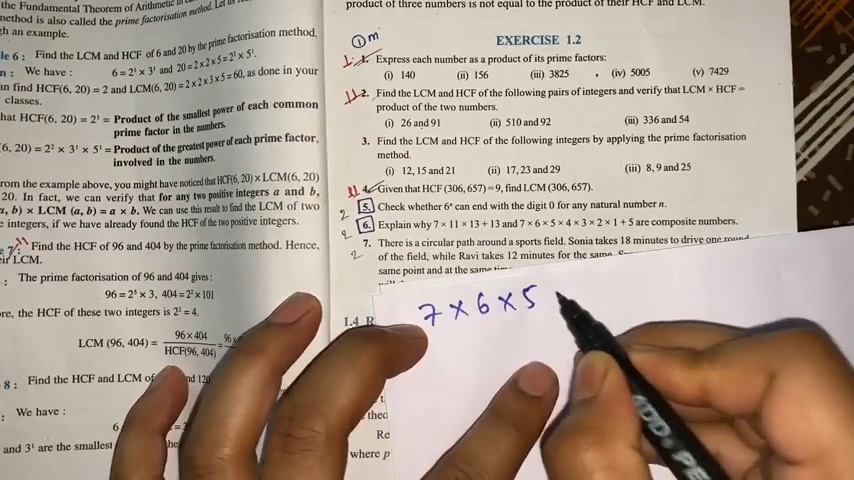 the Fundamental Theorem of Arithmetic in
method is also called the prime factorisation method. Let us
gh an example.
le 6 : Find the LCM and HCF of 6 and 20 by the prime factorisation method.
n : We have : 6 = 2¹ × 3¹ and 20 = 2 × 2 × 5 = 2² × 5¹.
an find HCF(6, 20) = 2 and LCM(6, 20) = 2 × 2 × 3 × 5 = 60, as done in your
classes.
hat HCF(6, 20) = 2¹ = Product of the smallest power of each common
prime factor in the numbers.
(6, 20) = 2² × 3¹ × 5¹ = Product of the greatest power of each prime factor,
involved in the numbers.
rom the example above, you might have noticed that HCF(6, 20) × LCM(6, 20)
20. In fact, we can verify that for any two positive integers a and b,
a, b) × LCM (a, b) = a × b. We can use this result to find the LCM of two
e integers, if we have already found the HCF of the two positive integers.
e 7 : Find the HCF of 96 and 404 by the prime factorisation method. Hence,
eir LCM.
: The prime factorisation of 96 and 404 gives :
96 = 2⁵ × 3, 404 = 2² × 101
ore, the HCF of these two integers is 2² = 4.
LCM (96, 404) = 96 × 404 / HCF(96, 404) = 96 ×
8 : Find the HCF and LCM of nd 120
: We have : 6
and 3¹ are the smallest he
product of three numbers is not equal to the product of their HCF and LCM.
1 m
EXERCISE 1.2
1. 1. Express each number as a product of its prime factors:
(i) 140 (ii) 156 (iii) 3825 (iv) 5005 (v) 7429
2. Find the LCM and HCF of the following pairs of integers and verify that LCM × HCF =
product of the two numbers.
(i) 26 and 91 (ii) 510 and 92 (iii) 336 and 54
3. Find the LCM and HCF of the following integers by applying the prime factorisation
method.
(i) 12, 15 and 21 (ii) 17, 23 and 29 (iii) 8, 9 and 25
4. Given that HCF (306, 657) = 9, find LCM (306, 657).
2 5. Check whether 6ⁿ can end with the digit 0 for any natural number n.
2 6. Explain why 7 × 11 × 13 + 13 and 7 × 6 × 5 × 4 × 3 × 2 × 1 + 5 are composite numbers.
2 7. There is a circular path around a sports field. Sonia takes 18 minutes to drive one round
of the field, while Ravi takes 12 minutes for the same.
same point and at the same
1.4 R
theo
Re
where p
7 × 6 × 5